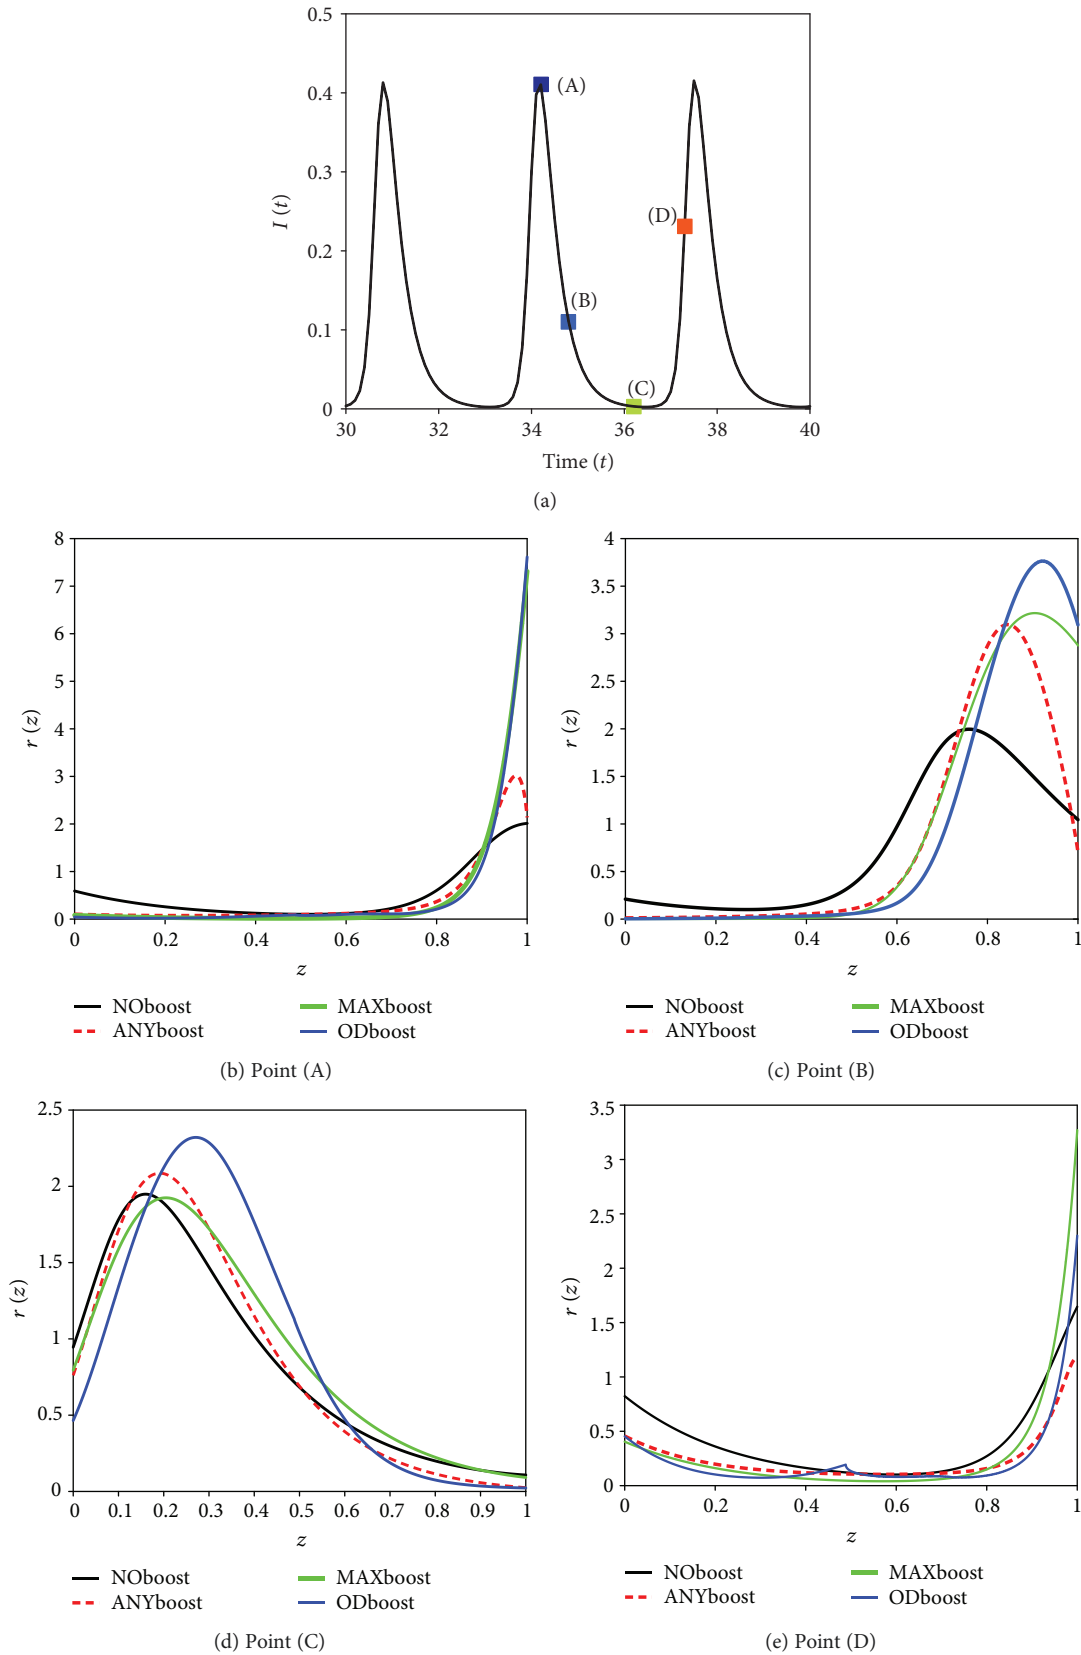 0.5
0.4
0.3
0.2
0.1
0
I (t)
(A)
(B)
(C)
(D)
30 32 34 36 38 40
Time (t)
(a)
8
7
6
5
4
3
2
1
0
r (z)
0 0.2 0.4 0.6 0.8 1
z
NOboost MAXboost
ANYboost ODboost
(b) Point (A)
4
3.5
3
2.5
2
1.5
1
0.5
0
r (z)
0 0.2 0.4 0.6 0.8 1
z
NOboost MAXboost
ANYboost ODboost
(c) Point (B)
2.5
2
1.5
1
0.5
0
r (z)
0 0.1 0.2 0.3 0.4 0.5 0.6 0.7 0.8 0.9 1
z
NOboost MAXboost
ANYboost ODboost
(d) Point (C)
3.5
3
2.5
2
1.5
1
0.5
0
r (z)
0 0.2 0.4 0.6 0.8 1
z
NOboost MAXboost
ANYboost ODboost
(e) Point (D)